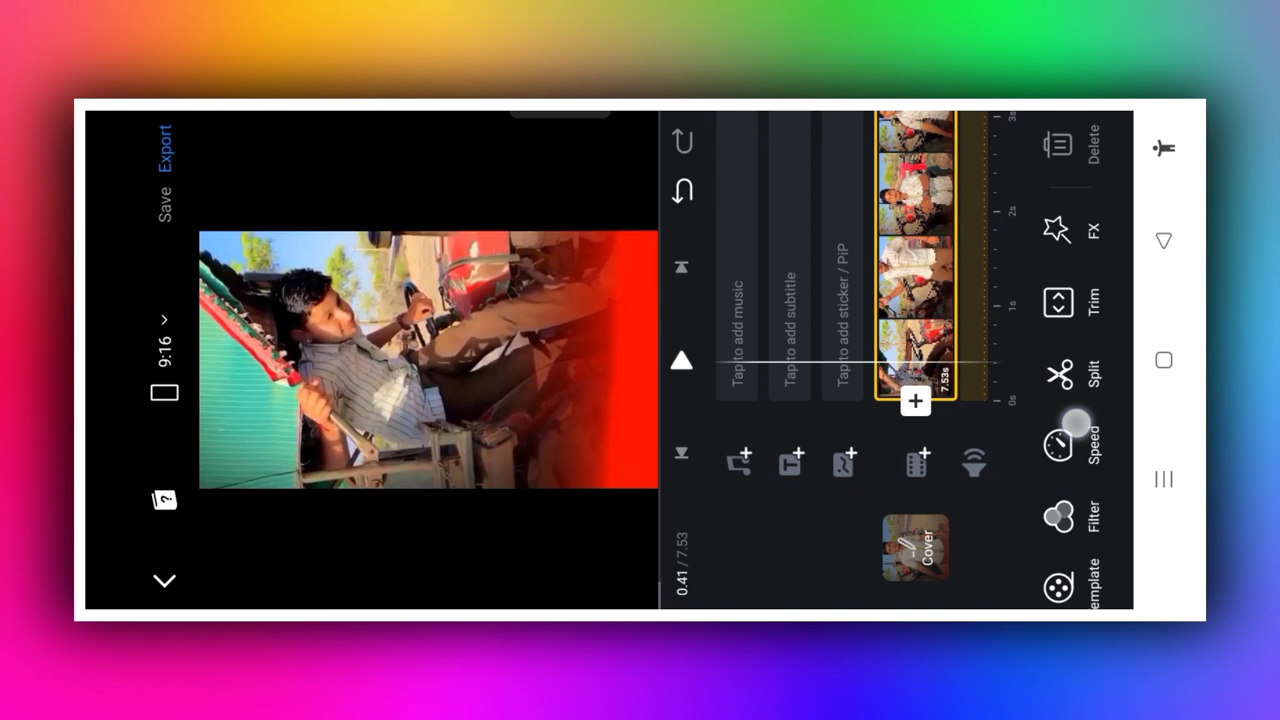 9:16
Save
Export
0.41 / 7.53
Tap to add music
Tap to add subtitle
Tap to add sticker / PiP
Cover
7.53s
0s
1s
2s
3s
emplate
Filter
Speed
Split
Trim
FX
Delete